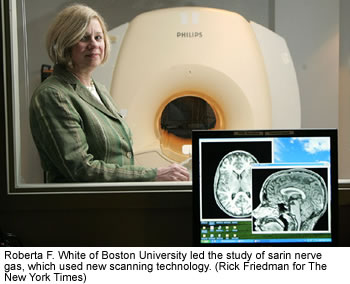 PHILIPS
Roberta F. White of Boston University led the study of sarin nerve
gas, which used new scanning technology. (Rick Friedman for The
New York Times)